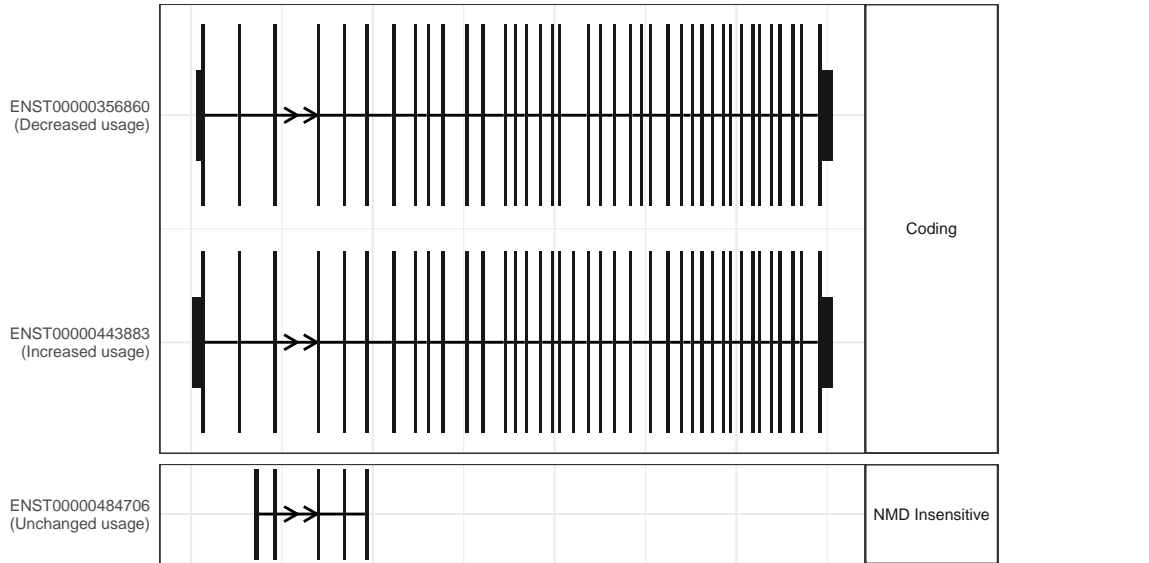 ENST00000356860
(Decreased usage)
Coding
ENST00000443883
(Increased usage)
ENST00000484706
(Unchanged usage)
NMD Insensitive